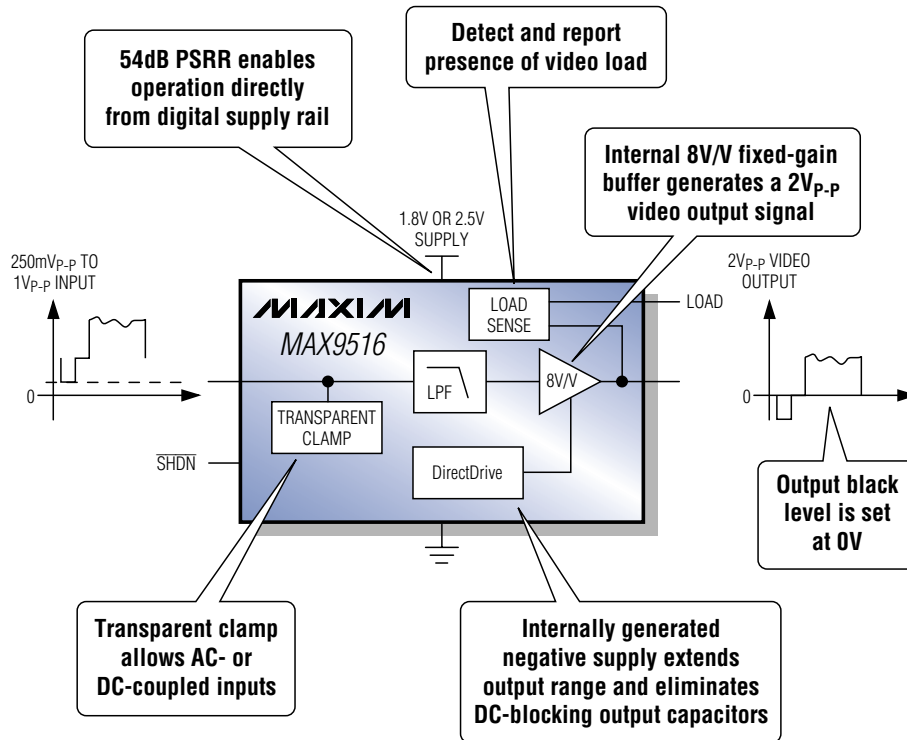 54dB PSRR enables
operation directly
from digital supply rail
Detect and report
presence of video load
Internal 8V/V fixed-gain
buffer generates a 2VP-P
video output signal
1.8V OR 2.5V
SUPPLY
250mVP-P TO
1VP-P INPUT
0
MAXIM
MAX9516
LOAD
SENSE
LOAD
2VP-P VIDEO
OUTPUT
0
TRANSPARENT
CLAMP
LPF
8V/V
DirectDrive
SHDN
Output black
level is set
at 0V
Transparent clamp
allows AC- or
DC-coupled inputs
Internally generated
negative supply extends
output range and eliminates
DC-blocking output capacitors